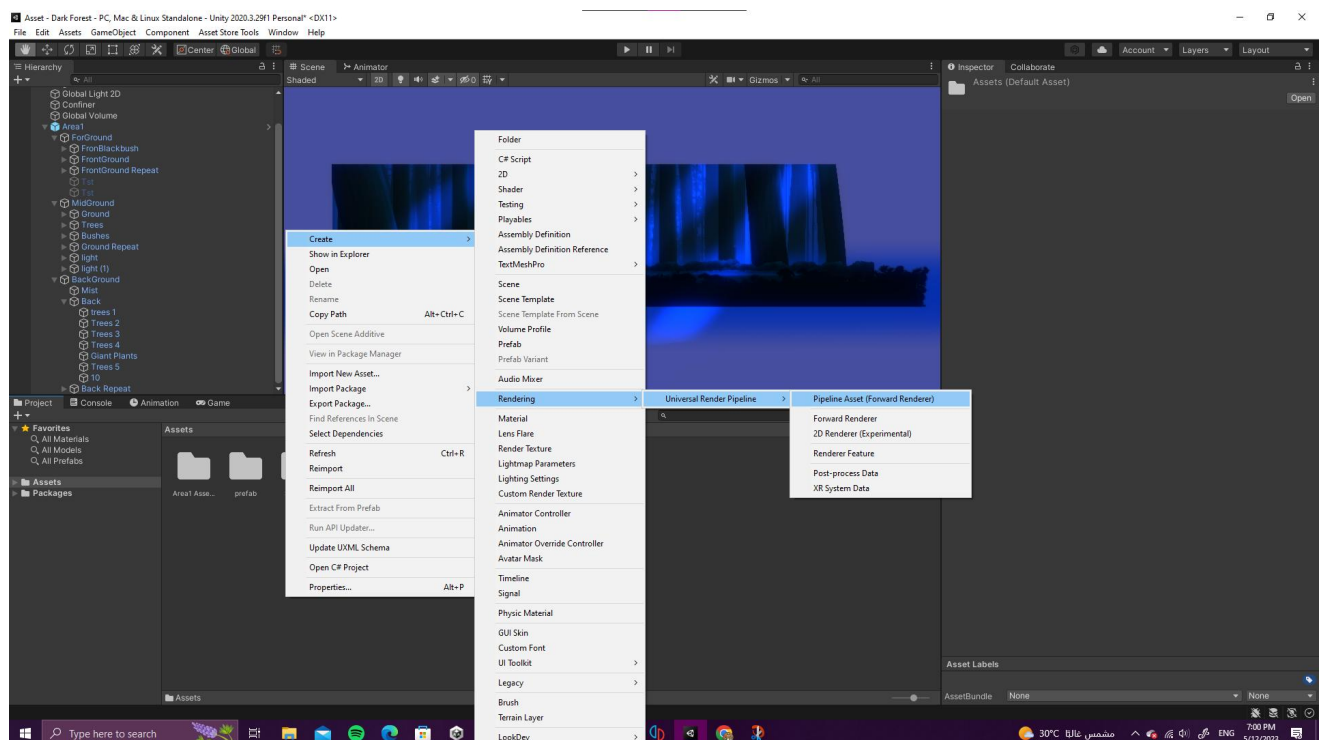 Asset - Dark Forest - PC, Mac & Linux Standalone - Unity 2020.3.29f1 Personal* <DX11>
File Edit Assets GameObject Component Asset Store Tools Window Help
Center Global
Account Layers Layout
Hierarchy
All
Global Light 2D
Confiner
Global Volume
Area1
ForGround
FronBlackbush
FrontGround
FrontGround Repeat
Tst
Tst
MidGround
Ground
Trees
Bushes
Ground Repeat
light
light (1)
BackGround
Mist
Back
trees 1
Trees 2
Trees 3
Trees 4
Giant Plants
Trees 5
10
Back Repeat
Scene Animator
Shaded 2D 0 Gizmos All
Inspector Collaborate
Assets (Default Asset)
Open
Create
Show in Explorer
Open
Delete
Rename
Copy Path Alt+Ctrl+C
Open Scene Additive
View in Package Manager
Import New Asset...
Import Package
Export Package...
Find References In Scene
Select Dependencies
Refresh Ctrl+R
Reimport
Reimport All
Extract From Prefab
Run API Updater...
Update UXML Schema
Open C# Project
Properties... Alt+P
Folder
C# Script
2D
Shader
Testing
Playables
Assembly Definition
Assembly Definition Reference
TextMeshPro
Scene
Scene Template
Scene Template From Scene
Volume Profile
Prefab
Prefab Variant
Audio Mixer
Rendering
Material
Lens Flare
Render Texture
Lightmap Parameters
Lighting Settings
Custom Render Texture
Animator Controller
Animation
Animator Override Controller
Avatar Mask
Timeline
Signal
Physic Material
GUI Skin
Custom Font
UI Toolkit
Legacy
Brush
Terrain Layer
LookDev
Universal Render Pipeline
Pipeline Asset (Forward Renderer)
Forward Renderer
2D Renderer (Experimental)
Renderer Feature
Post-process Data
XR System Data
Project Console Animation Game
Favorites
All Materials
All Models
All Prefabs
Assets
Packages
Assets
Area1 Asse... prefab
Assets
Asset Labels
AssetBundle None None
Type here to search
30°C مشمس غالبًا
ENG
7:00 PM
5/12/2023